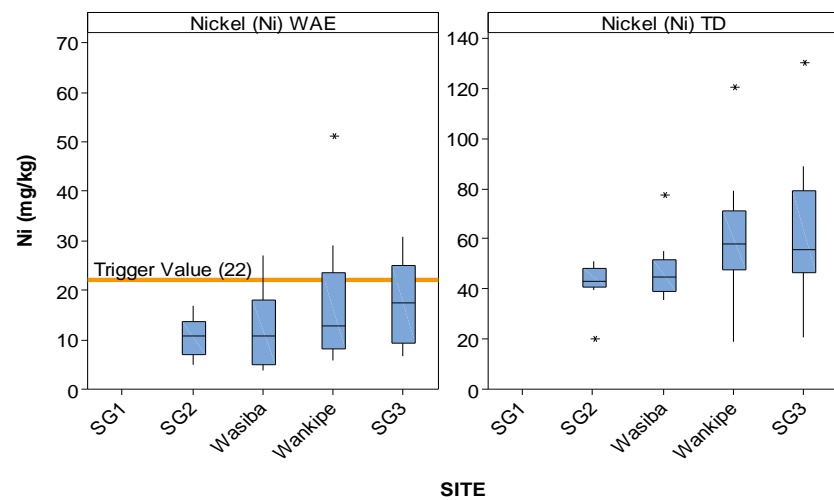 Nickel (Ni) WAE
Nickel (Ni) TD
Ni (mg/kg)
70
60
50
40
30
20
10
0
Trigger Value (22)
SG1
SG2
Wasiba
Wankipe
SG3
140
120
100
80
60
40
20
0
SG1
SG2
Wasiba
Wankipe
SG3
SITE